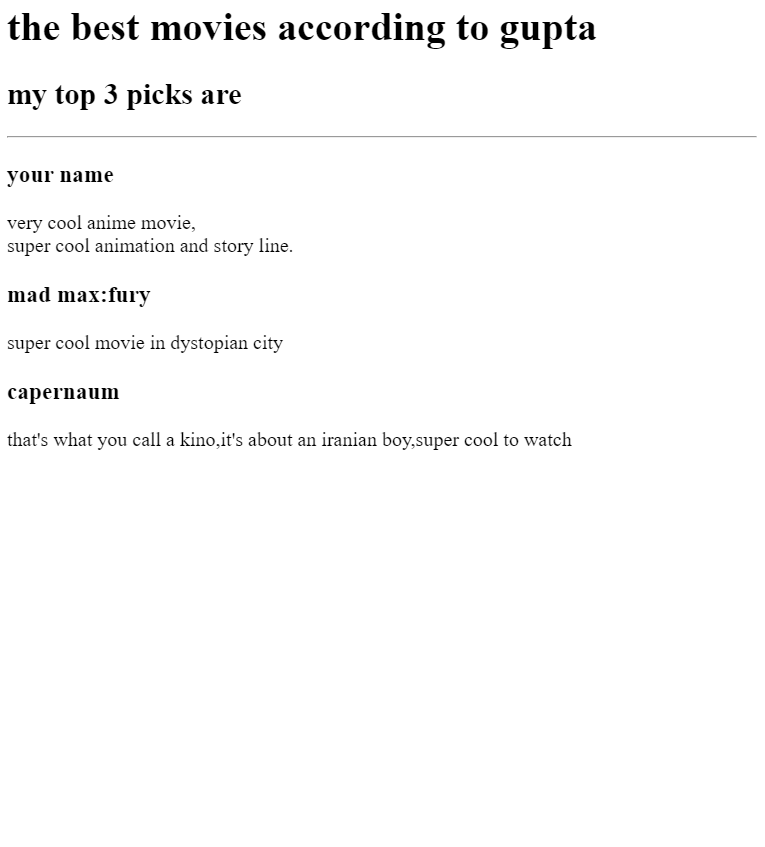 the best movies according to gupta
my top 3 picks are
your name
very cool anime movie,
super cool animation and story line.
mad max:fury
super cool movie in dystopian city
capernaum
that's what you call a kino,it's about an iranian boy,super cool to watch